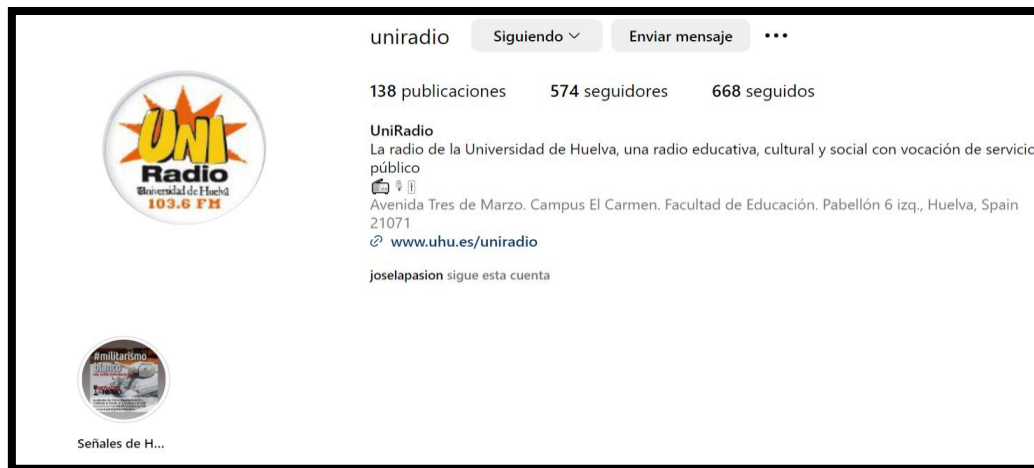 uniradio Siguiendo Enviar mensaje
138 publicaciones 574 seguidores 668 seguidos
UNI
Radio
Universidad de Huelva
103.6 FM
UniRadio
La radio de la Universidad de Huelva, una radio educativa, cultural y social con vocación de servicio
público
Avenida Tres de Marzo. Campus El Carmen. Facultad de Educación. Pabellón 6 izq., Huelva, Spain
21071
www.uhu.es/uniradio
joselapasion sigue esta cuenta
#militarismo
blanco
Señales de H...